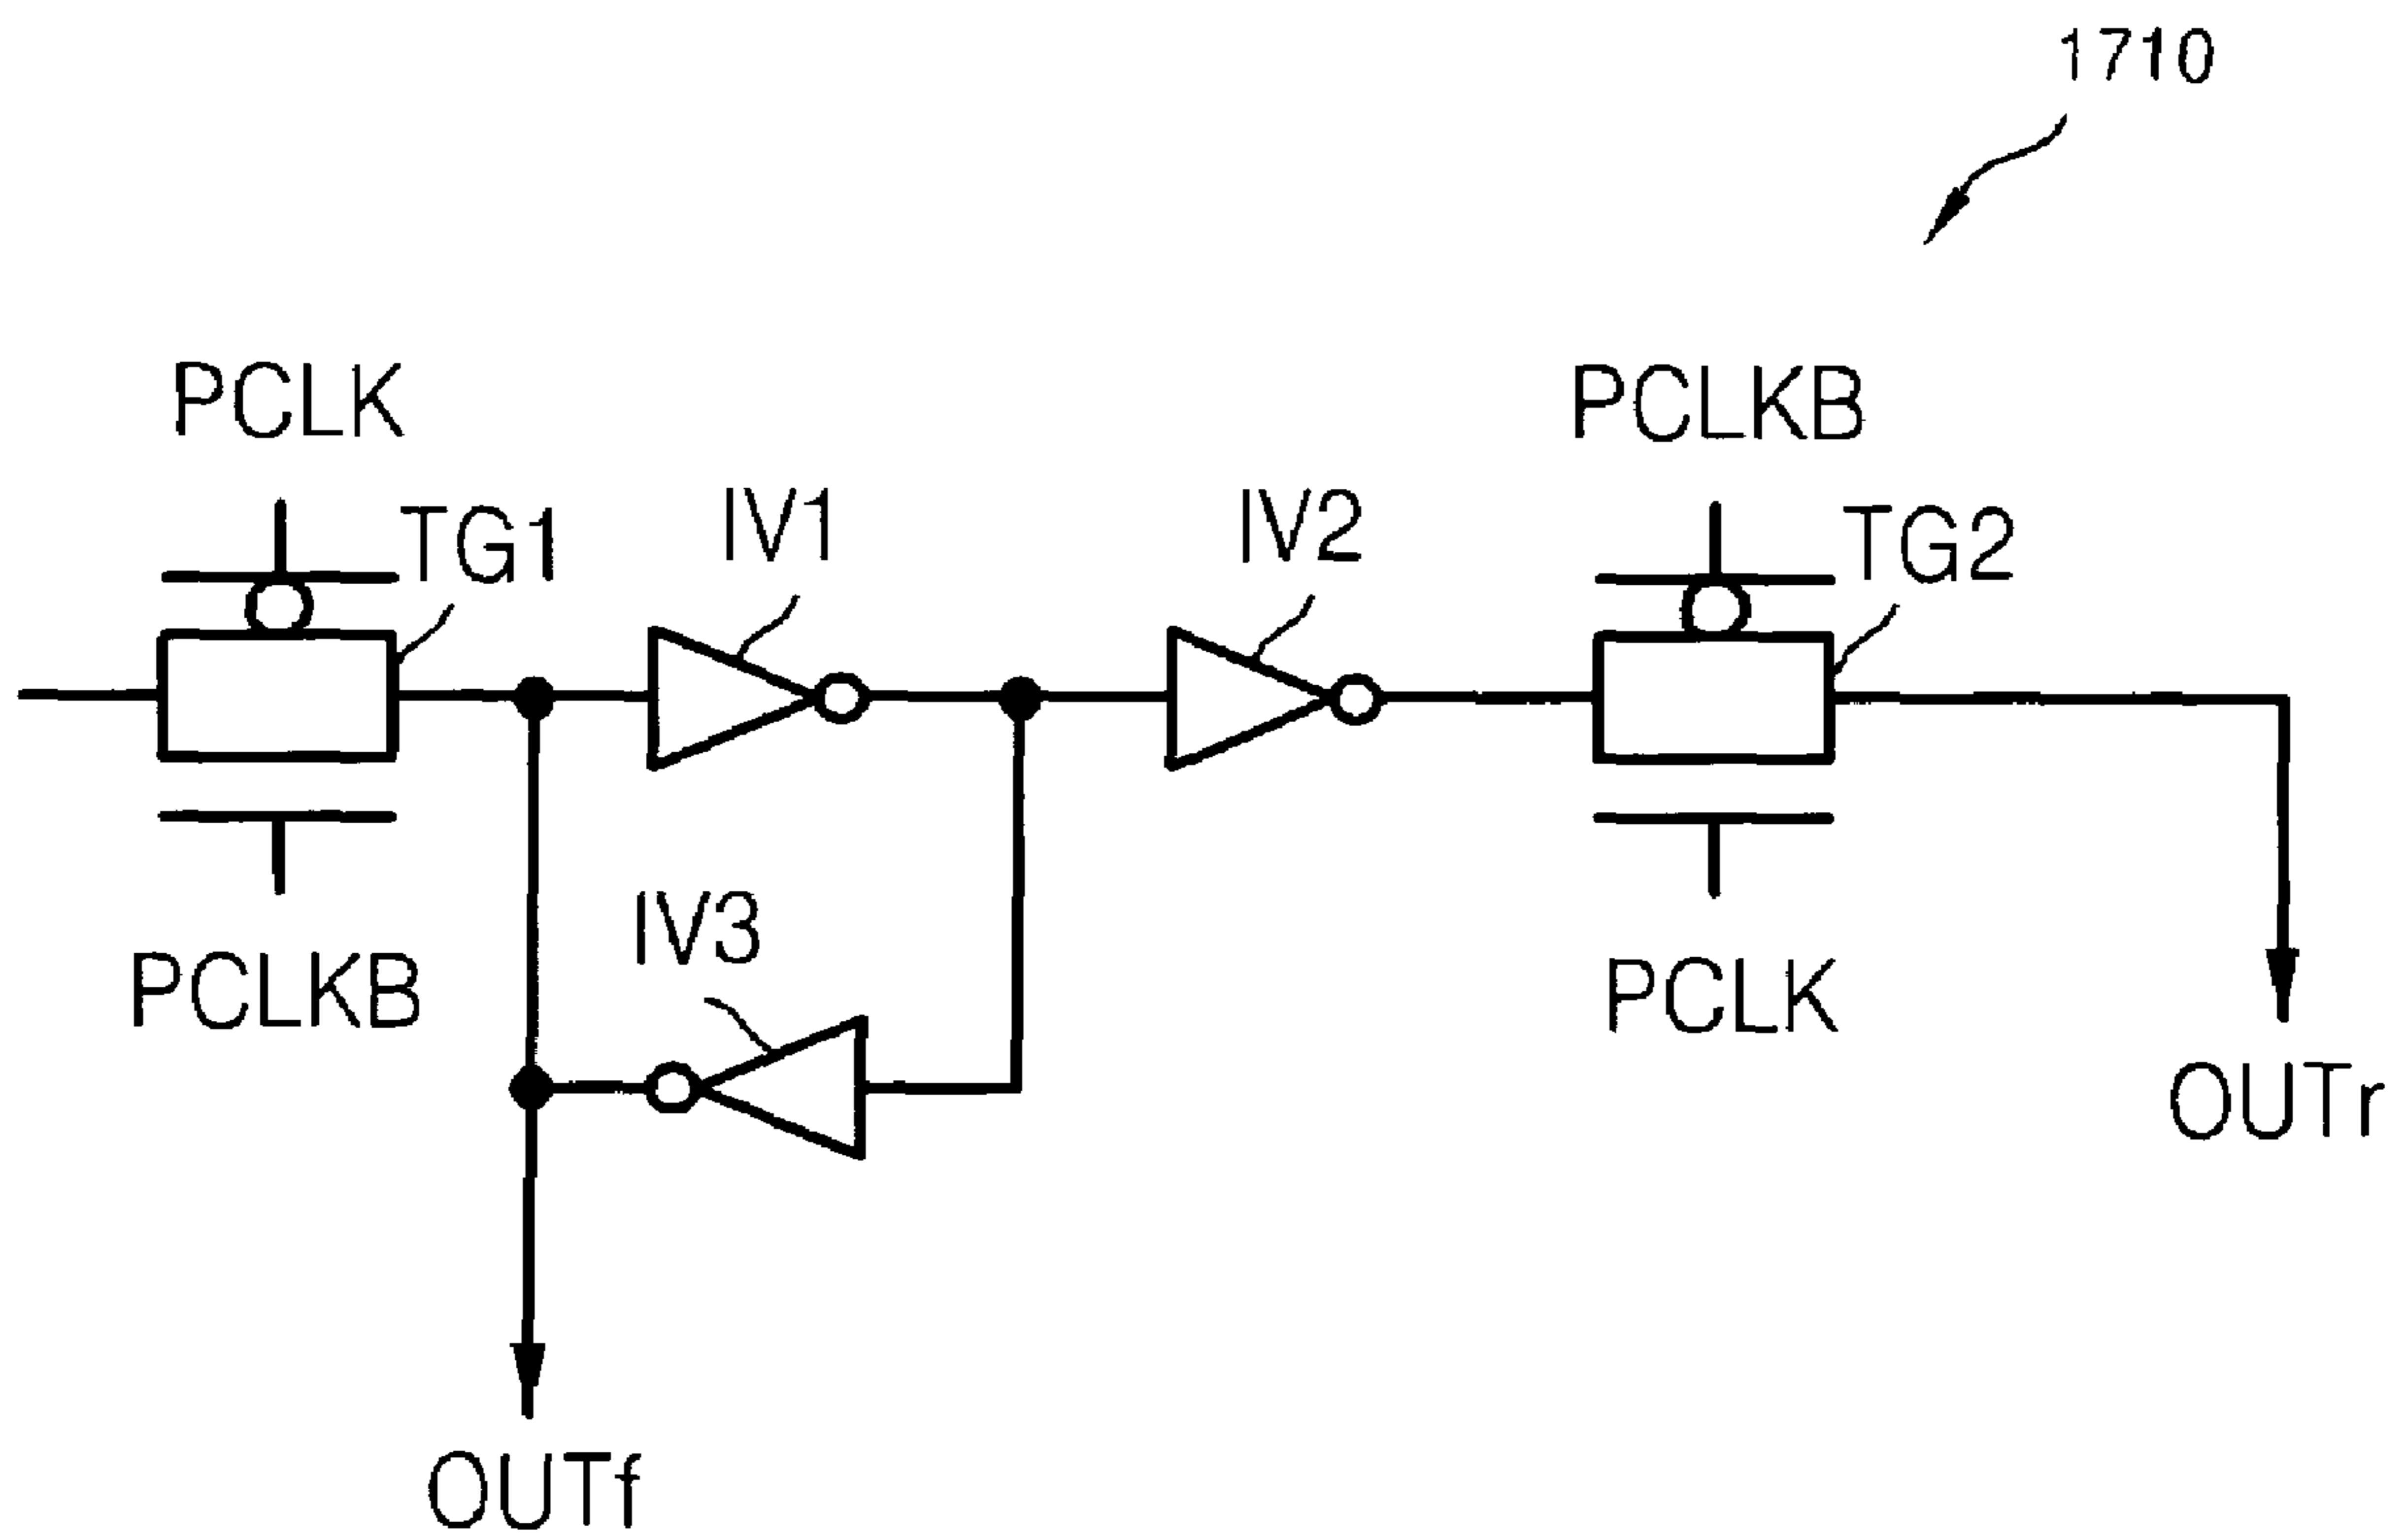 1710
PCLK
PCLKB
TG1
IV1
IV2
TG2
IV3
PCLKB
PCLK
OUTr
OUTf